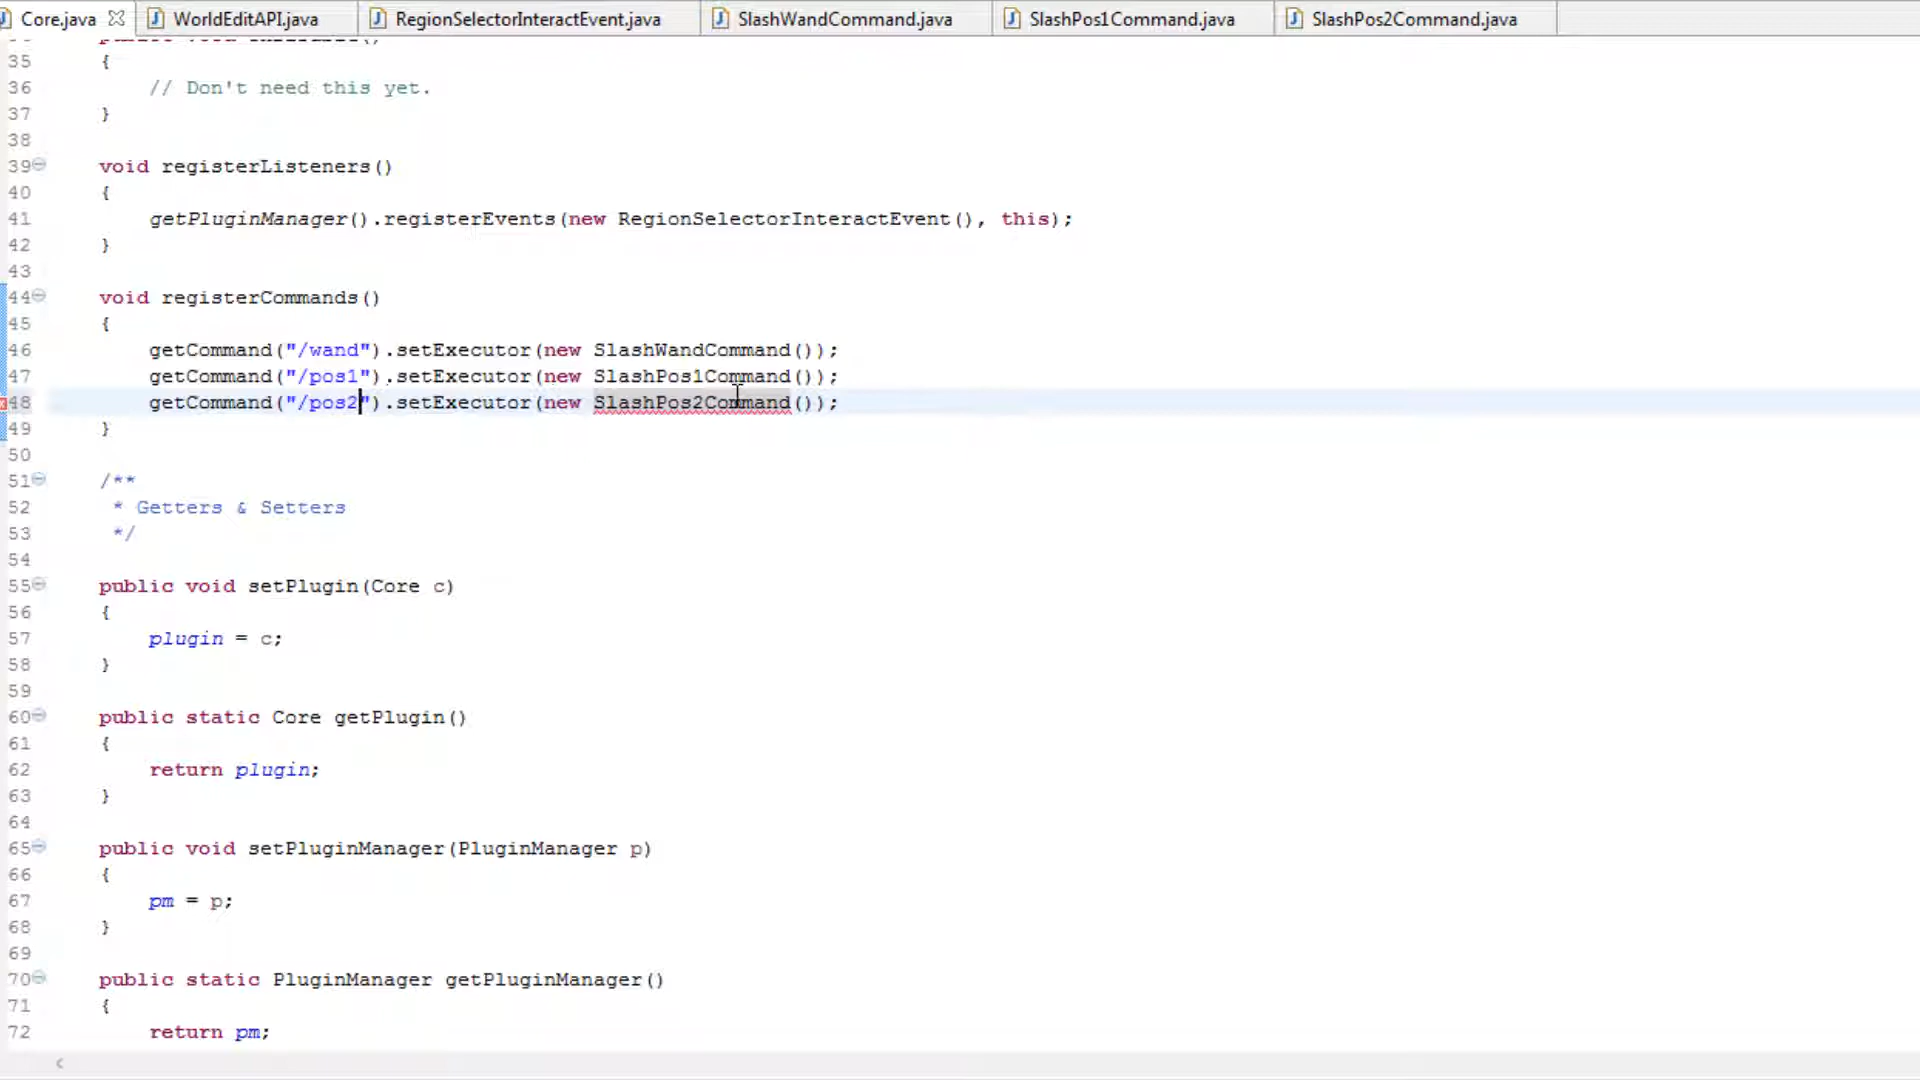 Core.java WorldEditAPI.java RegionSelectorInteractEvent.java SlashWandCommand.java SlashPos1Command.java SlashPos2Command.java
35 {
36 // Don't need this yet.
37 }
38
39 void registerListeners()
40 {
41 getPluginManager().registerEvents(new RegionSelectorInteractEvent(), this);
42 }
43
44 void registerCommands()
45 {
46 getCommand("/wand").setExecutor(new SlashWandCommand());
47 getCommand("/pos1").setExecutor(new SlashPos1Command());
48 getCommand("/pos2").setExecutor(new SlashPos2Command());
49 }
50
51 /**
52 * Getters & Setters
53 */
54
55 public void setPlugin(Core c)
56 {
57 plugin = c;
58 }
59
60 public static Core getPlugin()
61 {
62 return plugin;
63 }
64
65 public void setPluginManager(PluginManager p)
66 {
67 pm = p;
68 }
69
70 public static PluginManager getPluginManager()
71 {
72 return pm;